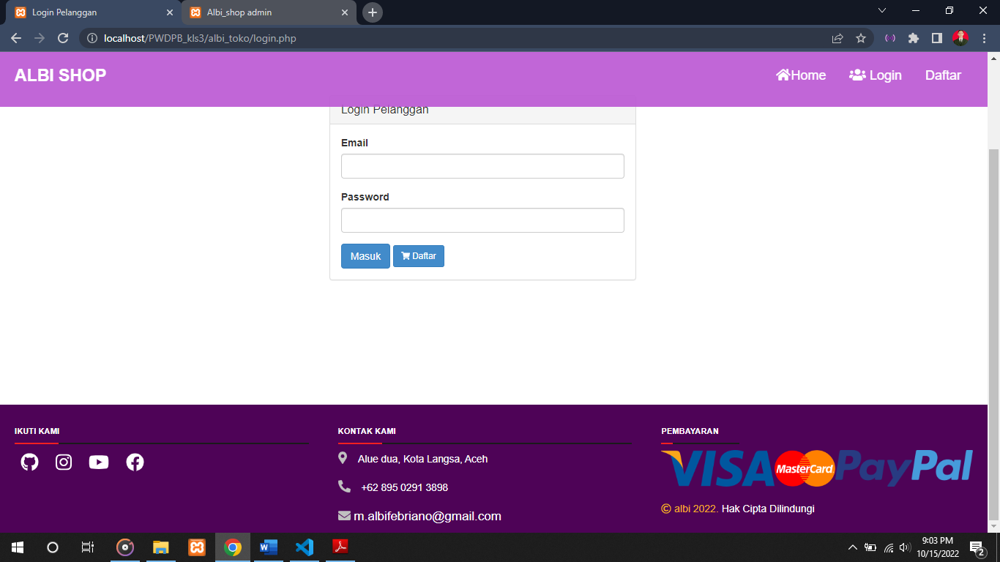 Login Pelanggan
Albi_shop admin
localhost/PWDPB_kls3/albi_toko/login.php
ALBI SHOP
Home
Login
Daftar
Login Pelanggan
Email
Password
Masuk
Daftar
IKUTI KAMI
KONTAK KAMI
Alue dua, Kota Langsa, Aceh
+62 895 0291 3898
m.albifebriano@gmail.com
PEMBAYARAN
VISA MasterCard PayPal
© albi 2022. Hak Cipta Dilindungi
9:03 PM
10/15/2022
2